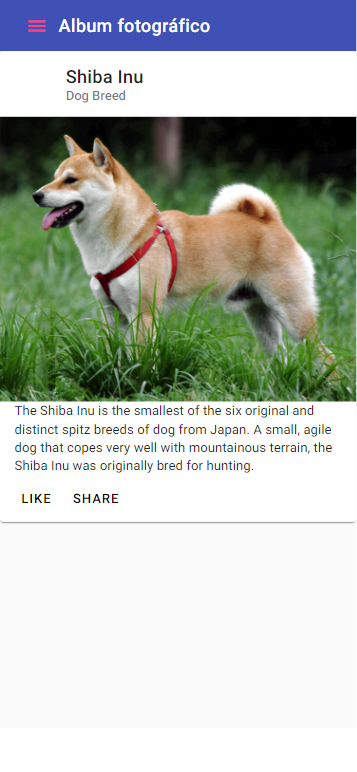 Album fotográfico
Shiba Inu
Dog Breed
The Shiba Inu is the smallest of the six original and
distinct spitz breeds of dog from Japan. A small, agile
dog that copes very well with mountainous terrain, the
Shiba Inu was originally bred for hunting.
LIKE SHARE